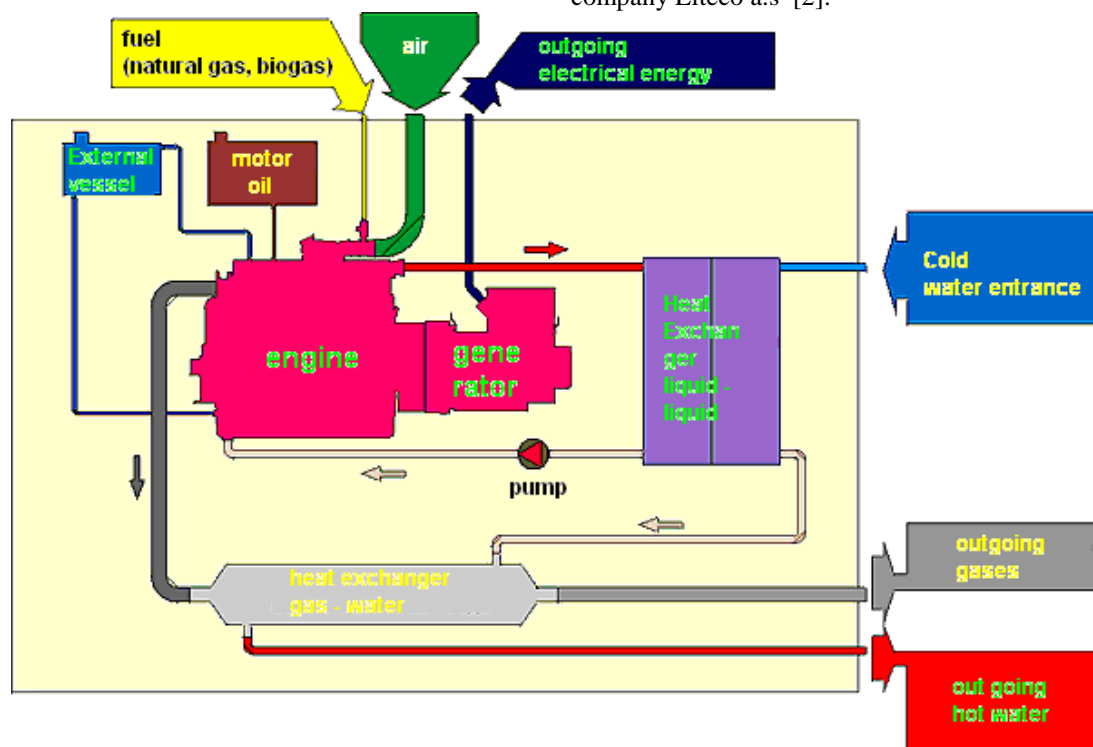 company Elteco a.s [2].
fuel
(natural gas, biogas)
air
outgoing
electrical energy
External
vessel
motor
oil
Cold
water entrance
Heat
Exchan
ger
liquid -
liquid
engine
gene
rator
pump
heat exchanger
gas - water
outgoing
gases
out going
hot water